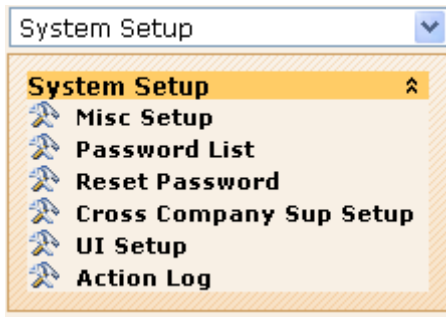 System Setup
System Setup
Misc Setup
Password List
Reset Password
Cross Company Sup Setup
UI Setup
Action Log